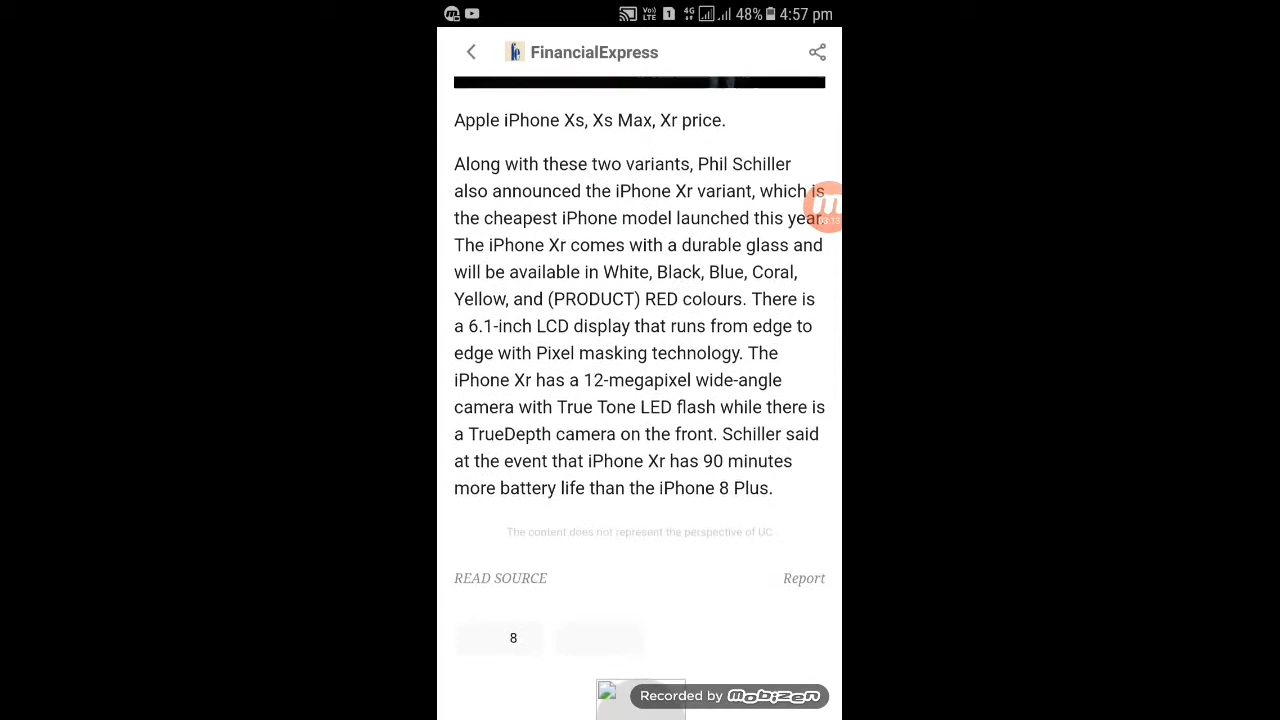 Vo)) LTE 1 4G 48% 4:57 pm
FinancialExpress
Apple iPhone Xs, Xs Max, Xr price.
Along with these two variants, Phil Schiller
also announced the iPhone Xr variant, which is
the cheapest iPhone model launched this year.
The iPhone Xr comes with a durable glass and
will be available in White, Black, Blue, Coral,
Yellow, and (PRODUCT) RED colours. There is
a 6.1-inch LCD display that runs from edge to
edge with Pixel masking technology. The
iPhone Xr has a 12-megapixel wide-angle
camera with True Tone LED flash while there is
a TrueDepth camera on the front. Schiller said
at the event that iPhone Xr has 90 minutes
more battery life than the iPhone 8 Plus.
The content does not represent the perspective of UC .
READ SOURCE Report
8
Recorded by mobizen